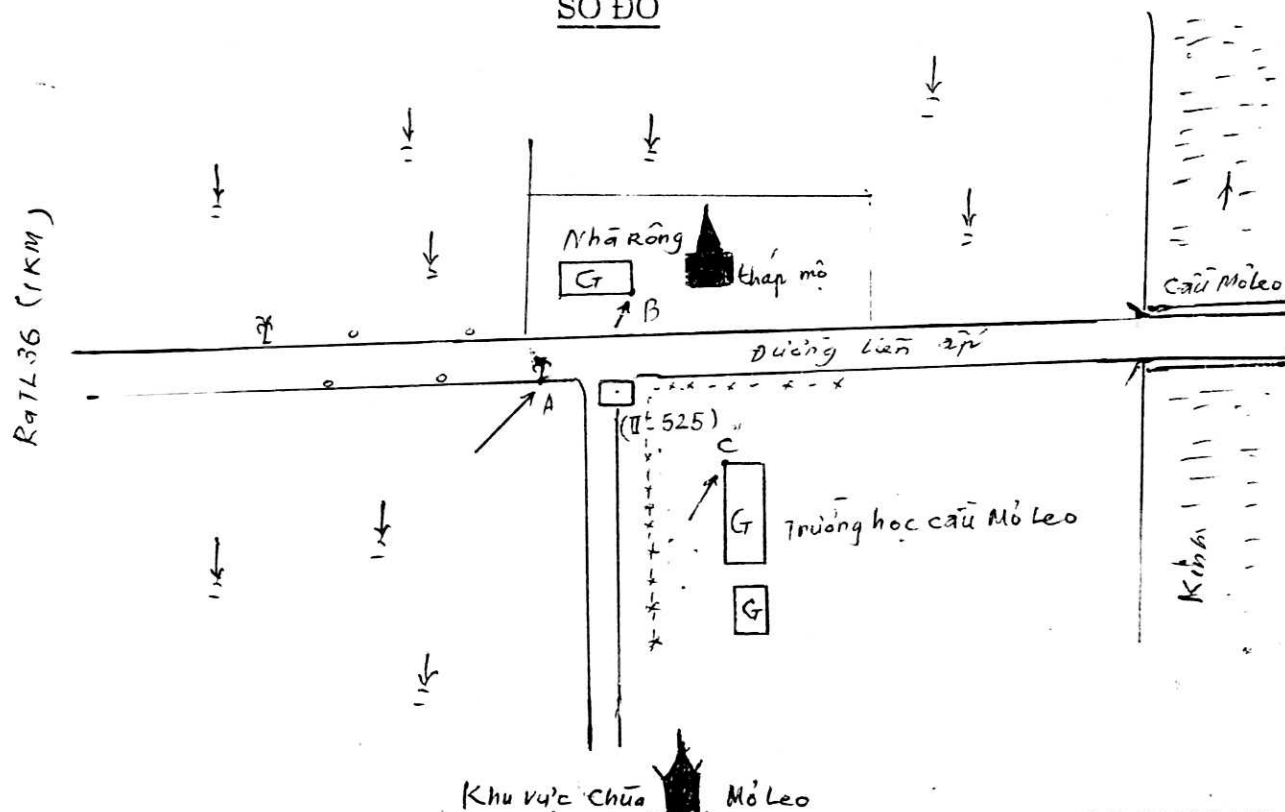 SƠ ĐỒ
Ra TL.36 (1KM)
Nhà Rông
G
tháp mộ
B
Cầu Mỏ Leo
Đường liên ấp
A
(II-525)
C
G
Trường học cầu Mỏ Leo
G
Kinh
Khu vực Chùa Mỏ Leo